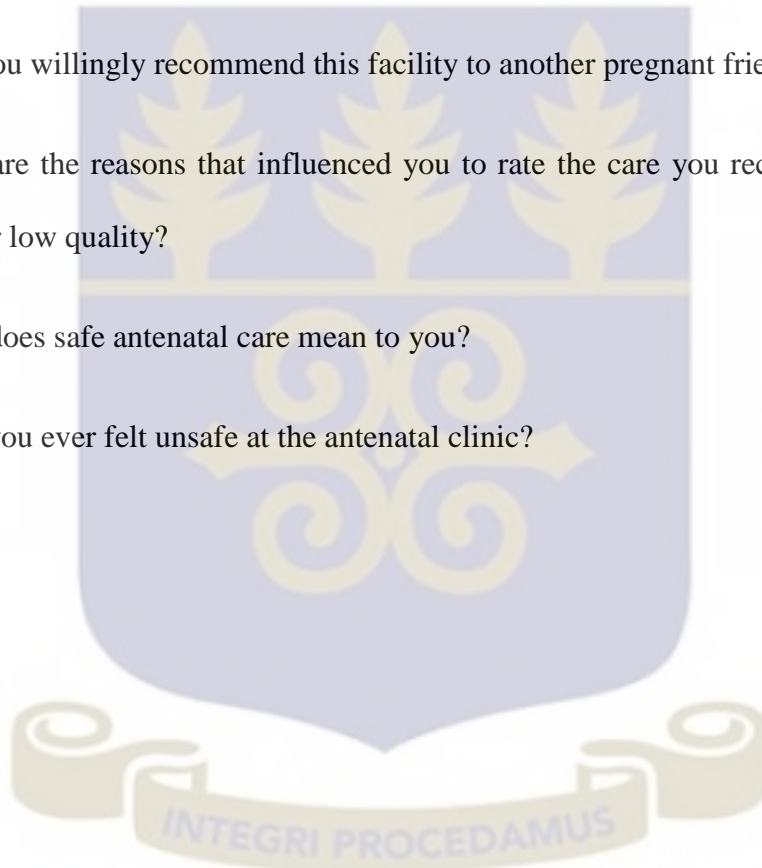 ou willingly recommend this facility to another pregnant frie
are the reasons that influenced you to rate the care you rec
low quality?
does safe antenatal care mean to you?
you ever felt unsafe at the antenatal clinic?
INTEGRI PROCEDAMUS